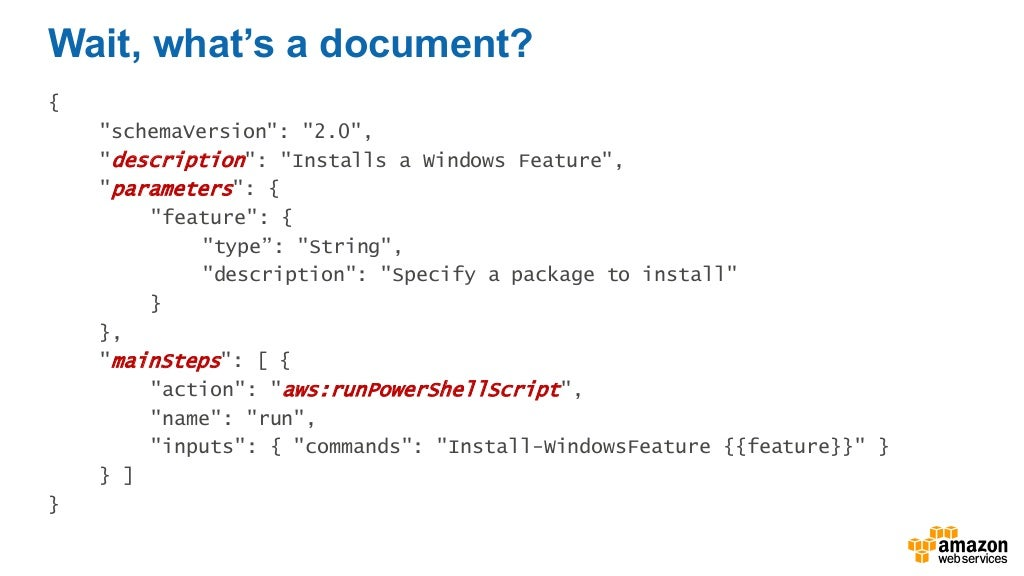 Wait, what’s a document?
{
"schemaVersion": "2.0",
"description": "Installs a Windows Feature",
"parameters": {
"feature": {
"type”: "String",
"description": "Specify a package to install"
}
},
"mainSteps": [ {
"action": "aws:runPowerShellScript",
"name": "run",
"inputs": { "commands": "Install-WindowsFeature {{feature}}" }
} ]
}
amazon
webservices